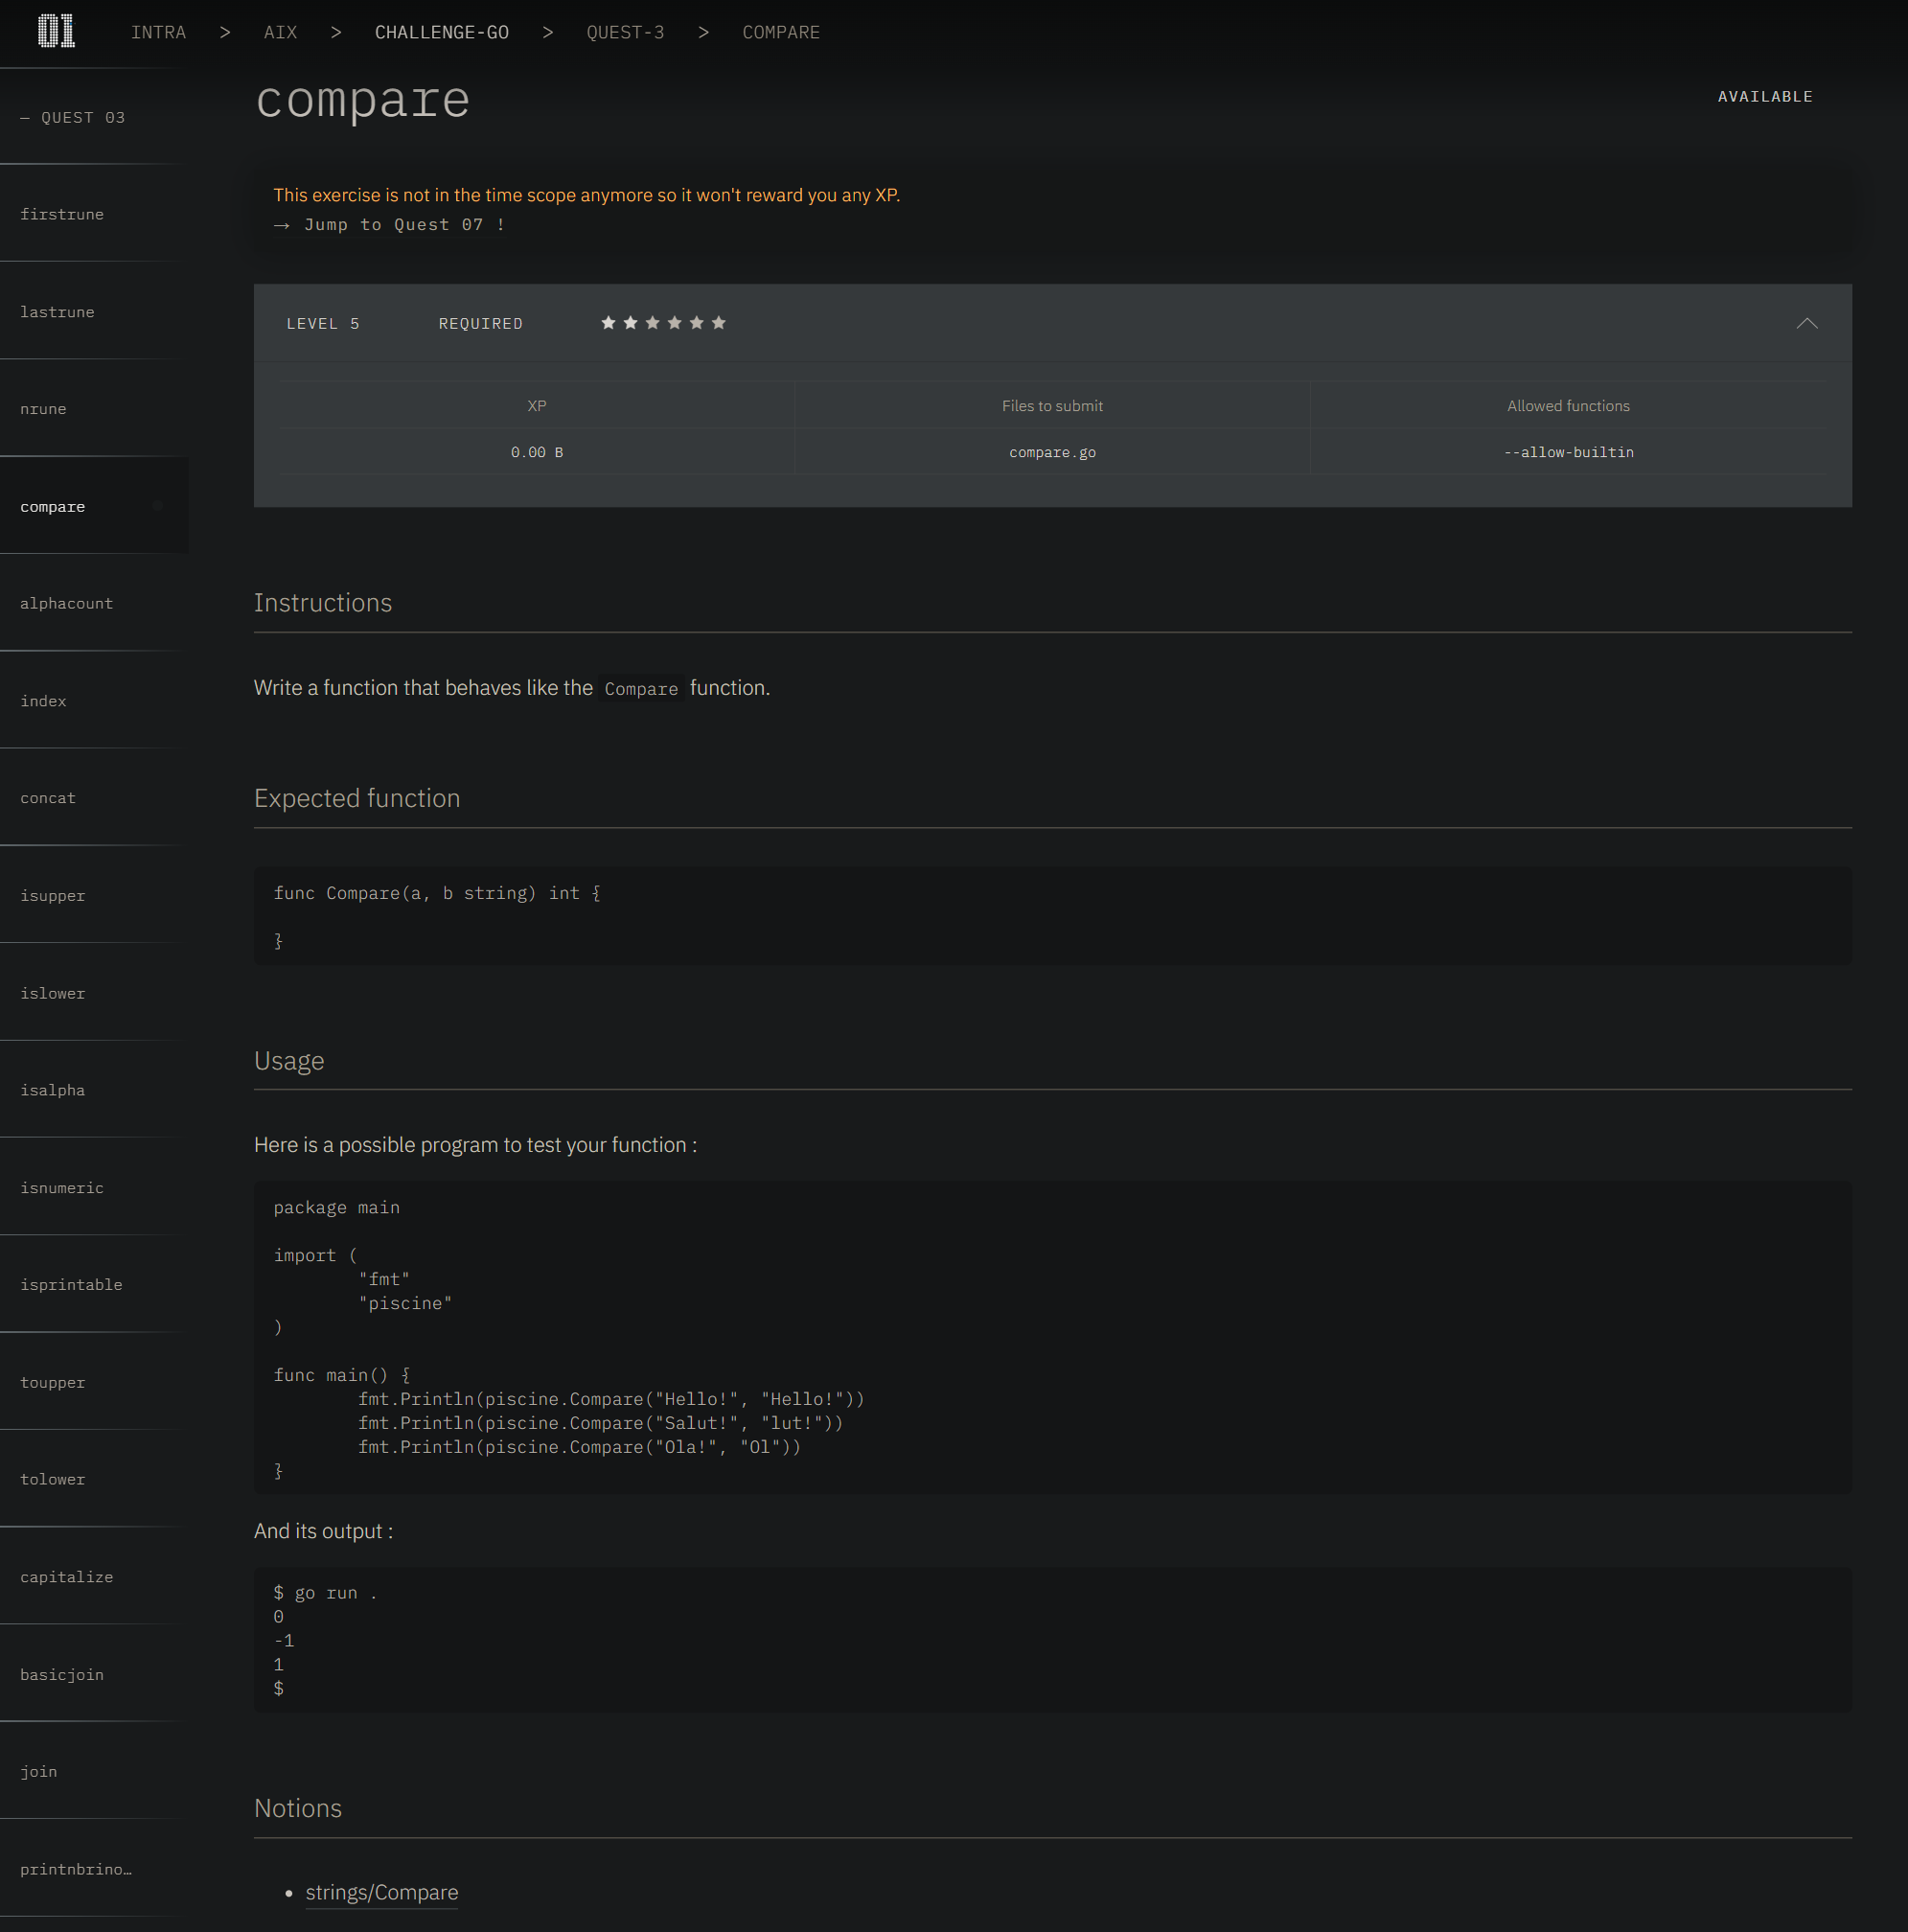 01
INTRA > AIX > CHALLENGE-GO > QUEST-3 > COMPARE
— QUEST 03
firstrune
lastrune
nrune
compare
alphacount
index
concat
isupper
islower
isalpha
isnumeric
isprintable
toupper
tolower
capitalize
basicjoin
join
printnbrino…
compare
AVAILABLE
This exercise is not in the time scope anymore so it won't reward you any XP.
→ Jump to Quest 07 !
LEVEL 5 REQUIRED
XP Files to submit Allowed functions
0.00 B compare.go --allow-builtin
Instructions
Write a function that behaves like the Compare function.
Expected function
func Compare(a, b string) int {
}
Usage
Here is a possible program to test your function :
package main
import (
"fmt"
"piscine"
)
func main() {
fmt.Println(piscine.Compare("Hello!", "Hello!"))
fmt.Println(piscine.Compare("Salut!", "lut!"))
fmt.Println(piscine.Compare("Ola!", "Ol"))
}
And its output :
$ go run .
0
-1
1
$
Notions
• strings/Compare